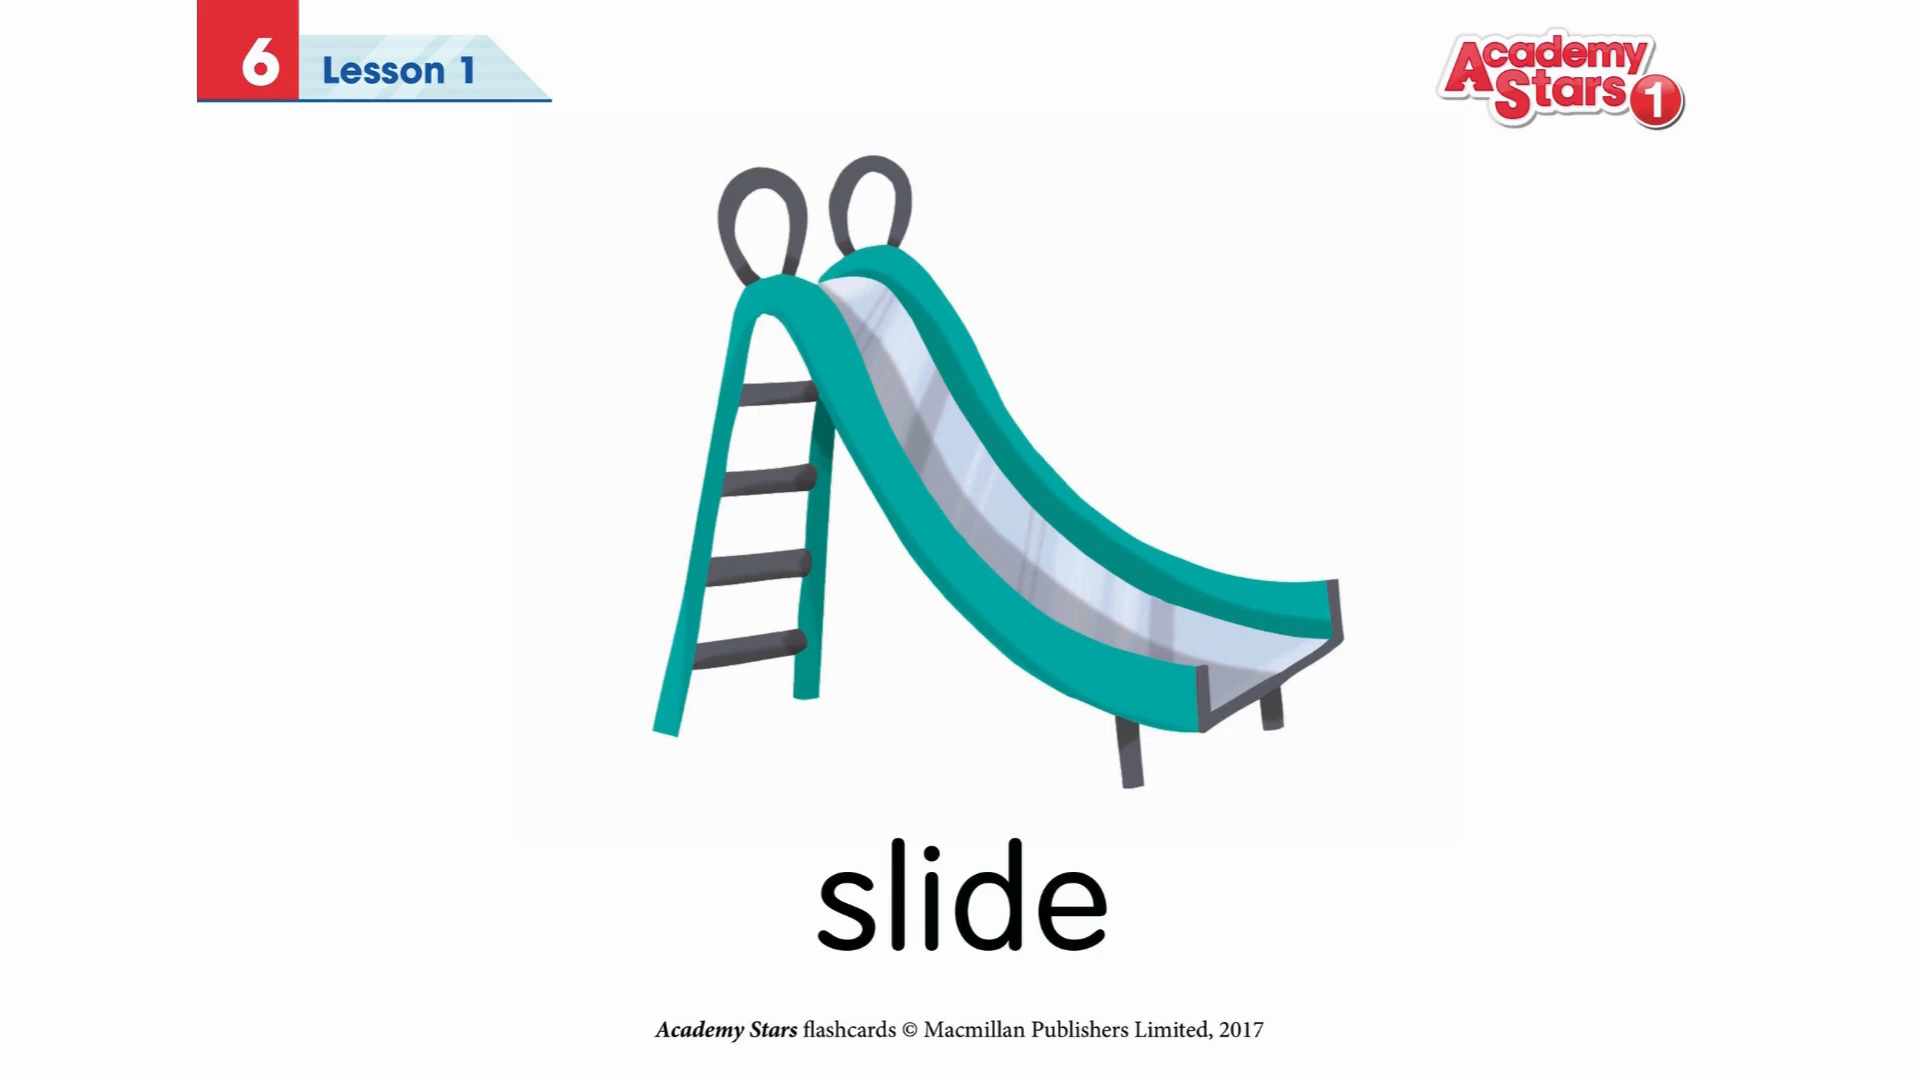 6 Lesson 1
Academy
Stars 1
slide
Academy Stars flashcards © Macmillan Publishers Limited, 2017